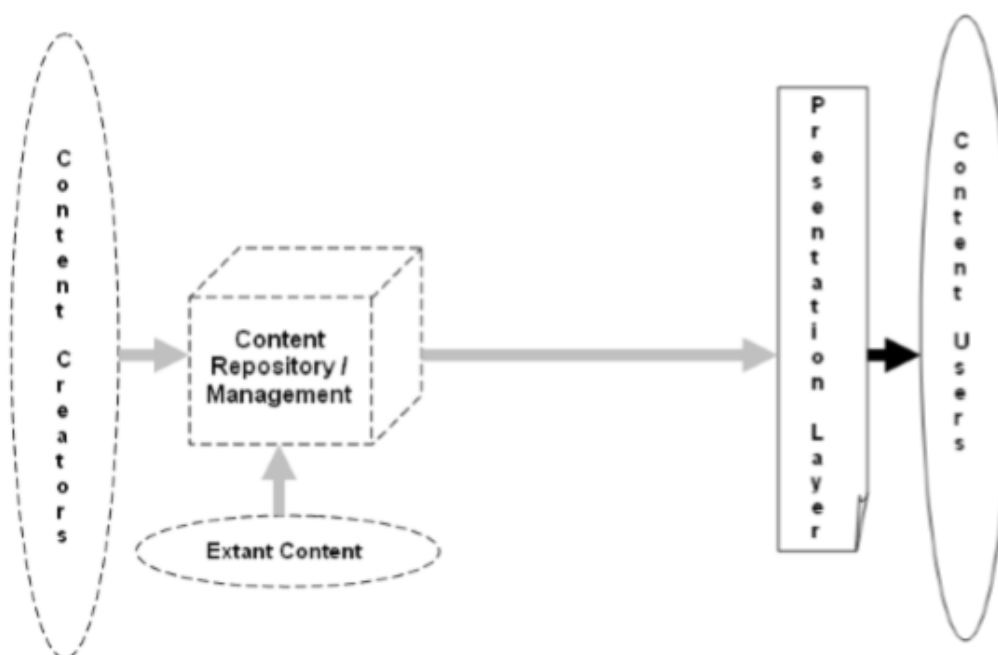 Content Creators
Content
Repository /
Management
Extant Content
Presentation Layer
Content Users